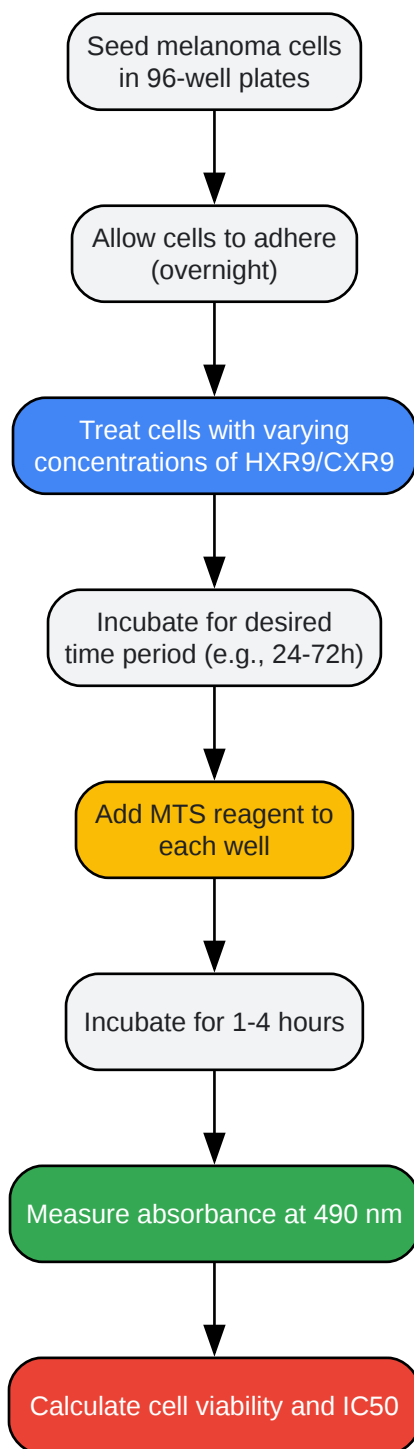 Seed melanoma cells
in 96-well plates
Allow cells to adhere
(overnight)
Treat cells with varying
concentrations of HXR9/CXR9
Incubate for desired
time period (e.g., 24-72h)
Add MTS reagent to
each well
Incubate for 1-4 hours
Measure absorbance at 490 nm
Calculate cell viability and IC50